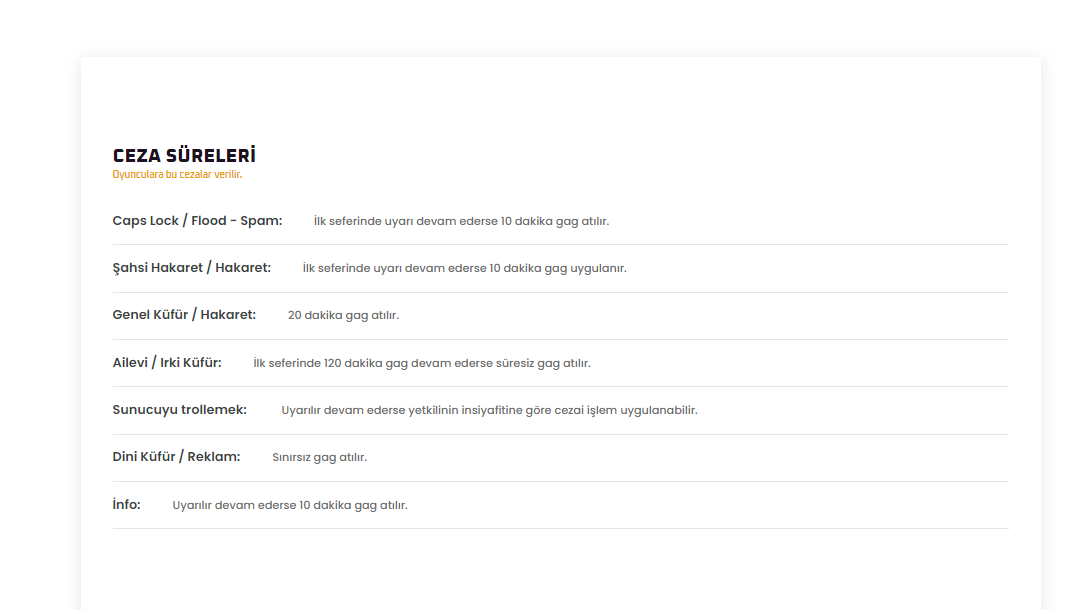 CEZA SÜRELERİ
Oyunculara bu cezalar verilir.
Caps Lock / Flood - Spam: İlk seferinde uyarı devam ederse 10 dakika gag atılır.
Şahsi Hakaret / Hakaret: İlk seferinde uyarı devam ederse 10 dakika gag uygulanır.
Genel Küfür / Hakaret: 20 dakika gag atılır.
Ailevi / Irki Küfür: İlk seferinde 120 dakika gag devam ederse süresiz gag atılır.
Sunucuyu trollemek: Uyarılır devam ederse yetkilinin insiyafitine göre cezai işlem uygulanabilir.
Dini Küfür / Reklam: Sınırsız gag atılır.
İnfo: Uyarılır devam ederse 10 dakika gag atılır.